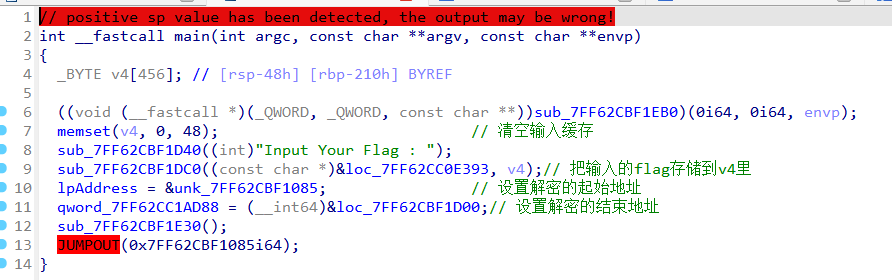 1 // positive sp value has been detected, the output may be wrong!
2 int __fastcall main(int argc, const char **argv, const char **envp)
3 {
4 _BYTE v4[456]; // [rsp-48h] [rbp-210h] BYREF
5
6 ((void (__fastcall *)(_QWORD, _QWORD, const char **))sub_7FF62CBF1EB0)(0i64, 0i64, envp);
7 memset(v4, 0, 48); // 清空输入缓存
8 sub_7FF62CBF1D40((int)"Input Your Flag : ");
9 sub_7FF62CBF1DC0((const char *)&loc_7FF62CC0E393, v4);// 把输入的flag存储到v4里
10 lpAddress = &unk_7FF62CBF1085; // 设置解密的起始地址
11 qword_7FF62CC1AD88 = (__int64)&loc_7FF62CBF1D00;// 设置解密的结束地址
12 sub_7FF62CBF1E30();
13 JUMPOUT(0x7FF62CBF1085i64);
14 }